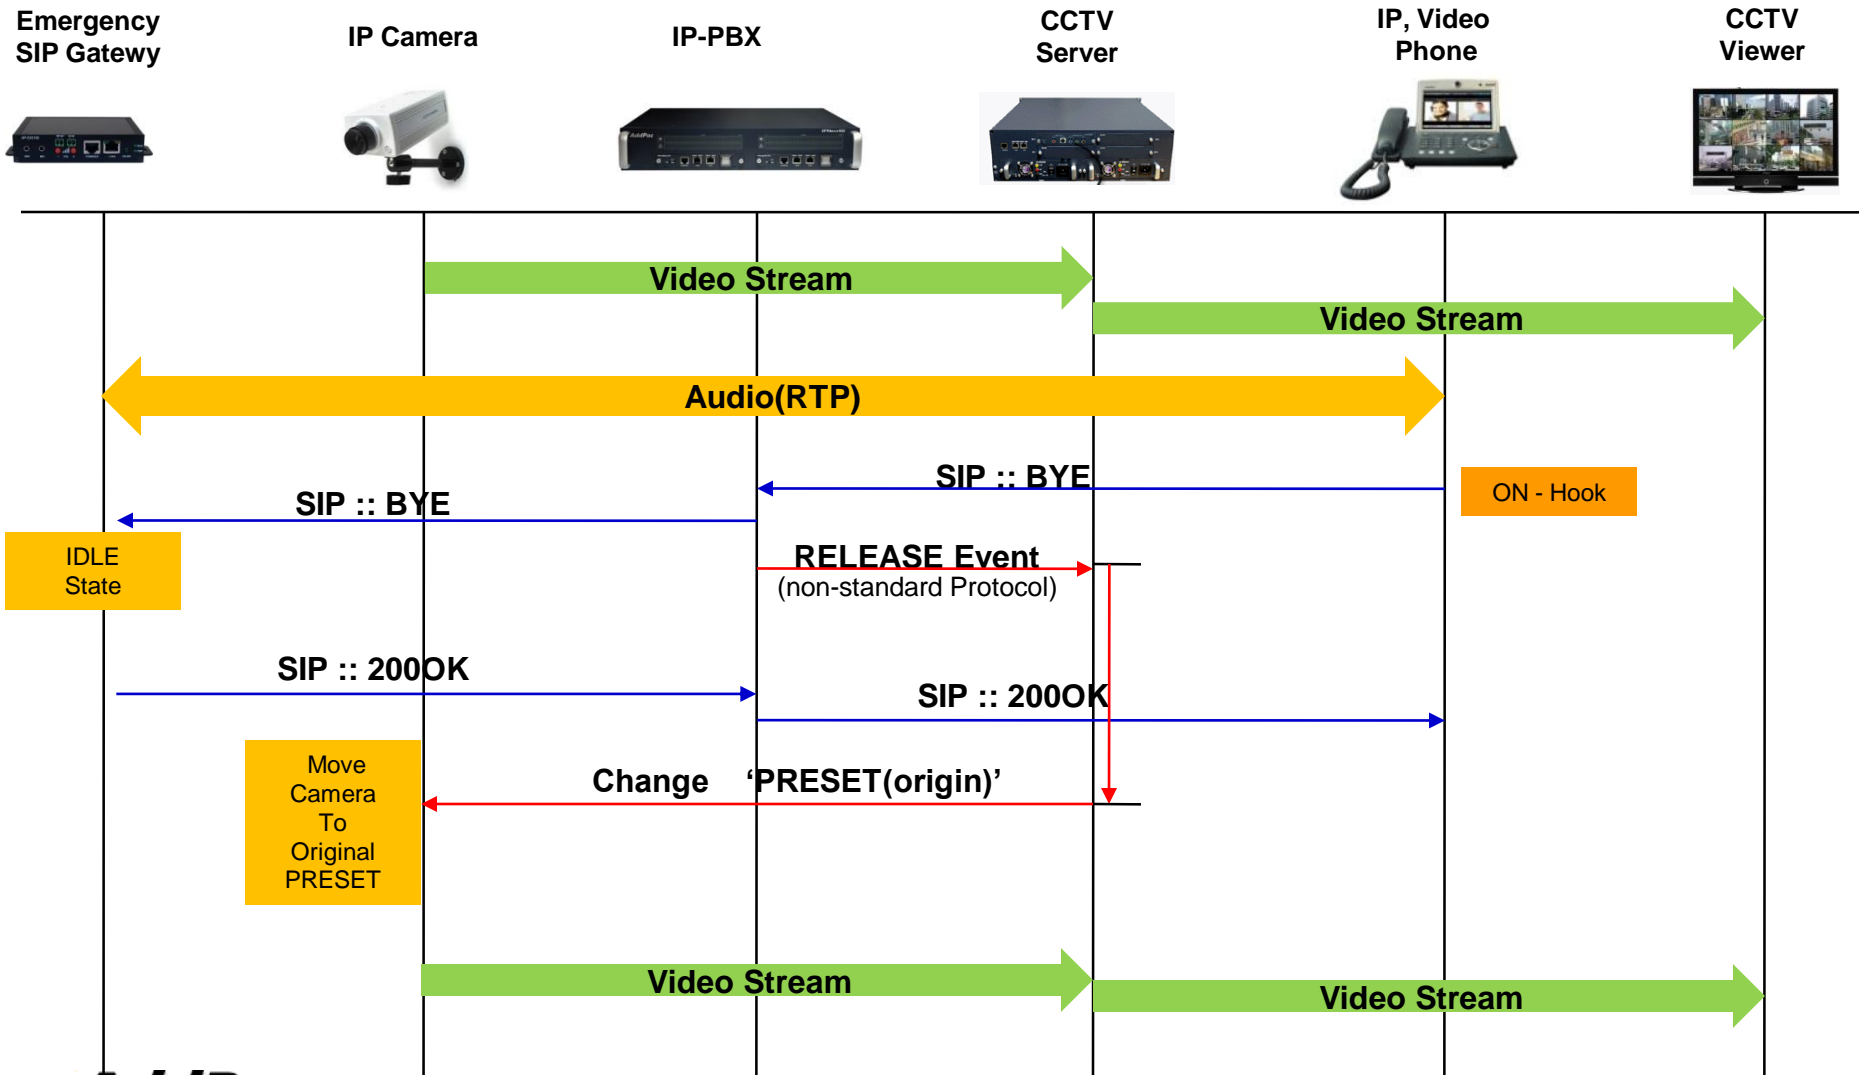 Emergency
SIP Gatewy
IP Camera
IP-PBX
CCTV
Server
IP, Video
Phone
CCTV
Viewer
AddPac
Video Stream
Video Stream
Audio(RTP)
SIP :: BYE
SIP :: BYE
ON - Hook
IDLE
State
RELEASE Event
(non-standard Protocol)
SIP :: 200OK
SIP :: 200OK
Move
Camera
To
Original
PRESET
Change ‘PRESET(origin)’
Video Stream
Video Stream